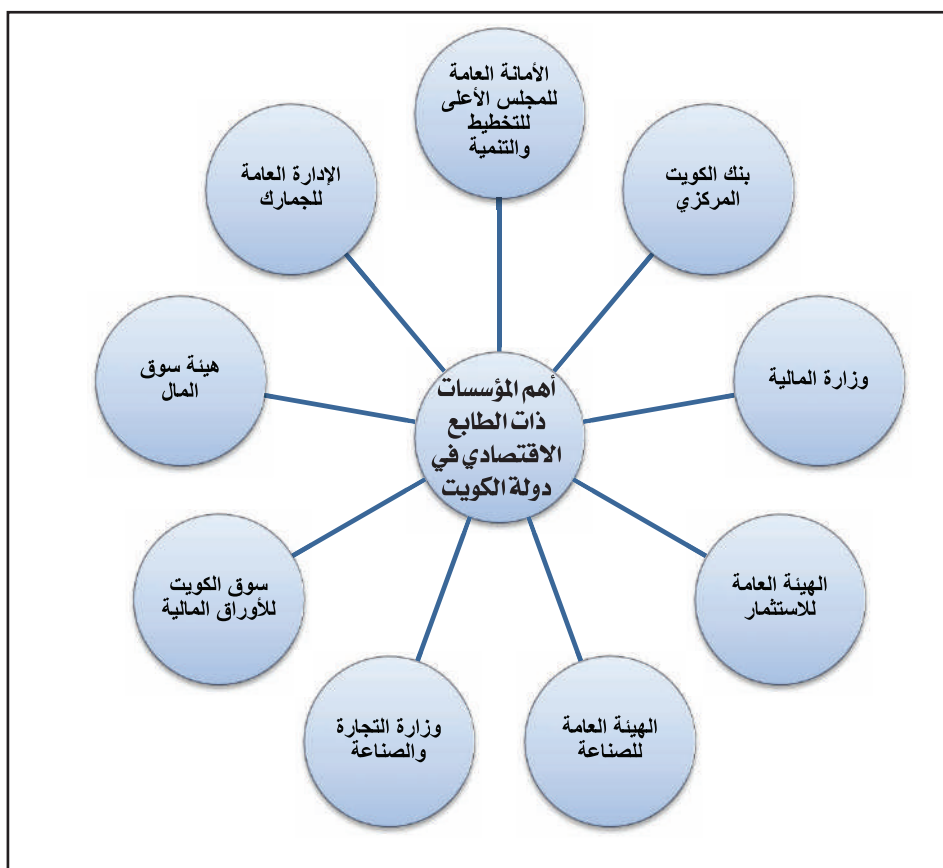 الأمانة العامة
للمجلس الأعلى
للتخطيط
والتنمية
بنك الكويت
المركزي
وزارة المالية
الهيئة العامة
للاستثمار
الهيئة العامة
للصناعة
وزارة التجارة
والصناعة
سوق الكويت
للأوراق المالية
هيئة سوق
المال
الإدارة العامة
للجمارك
أهم المؤسسات
ذات الطابع
الاقتصادي في
دولة الكويت